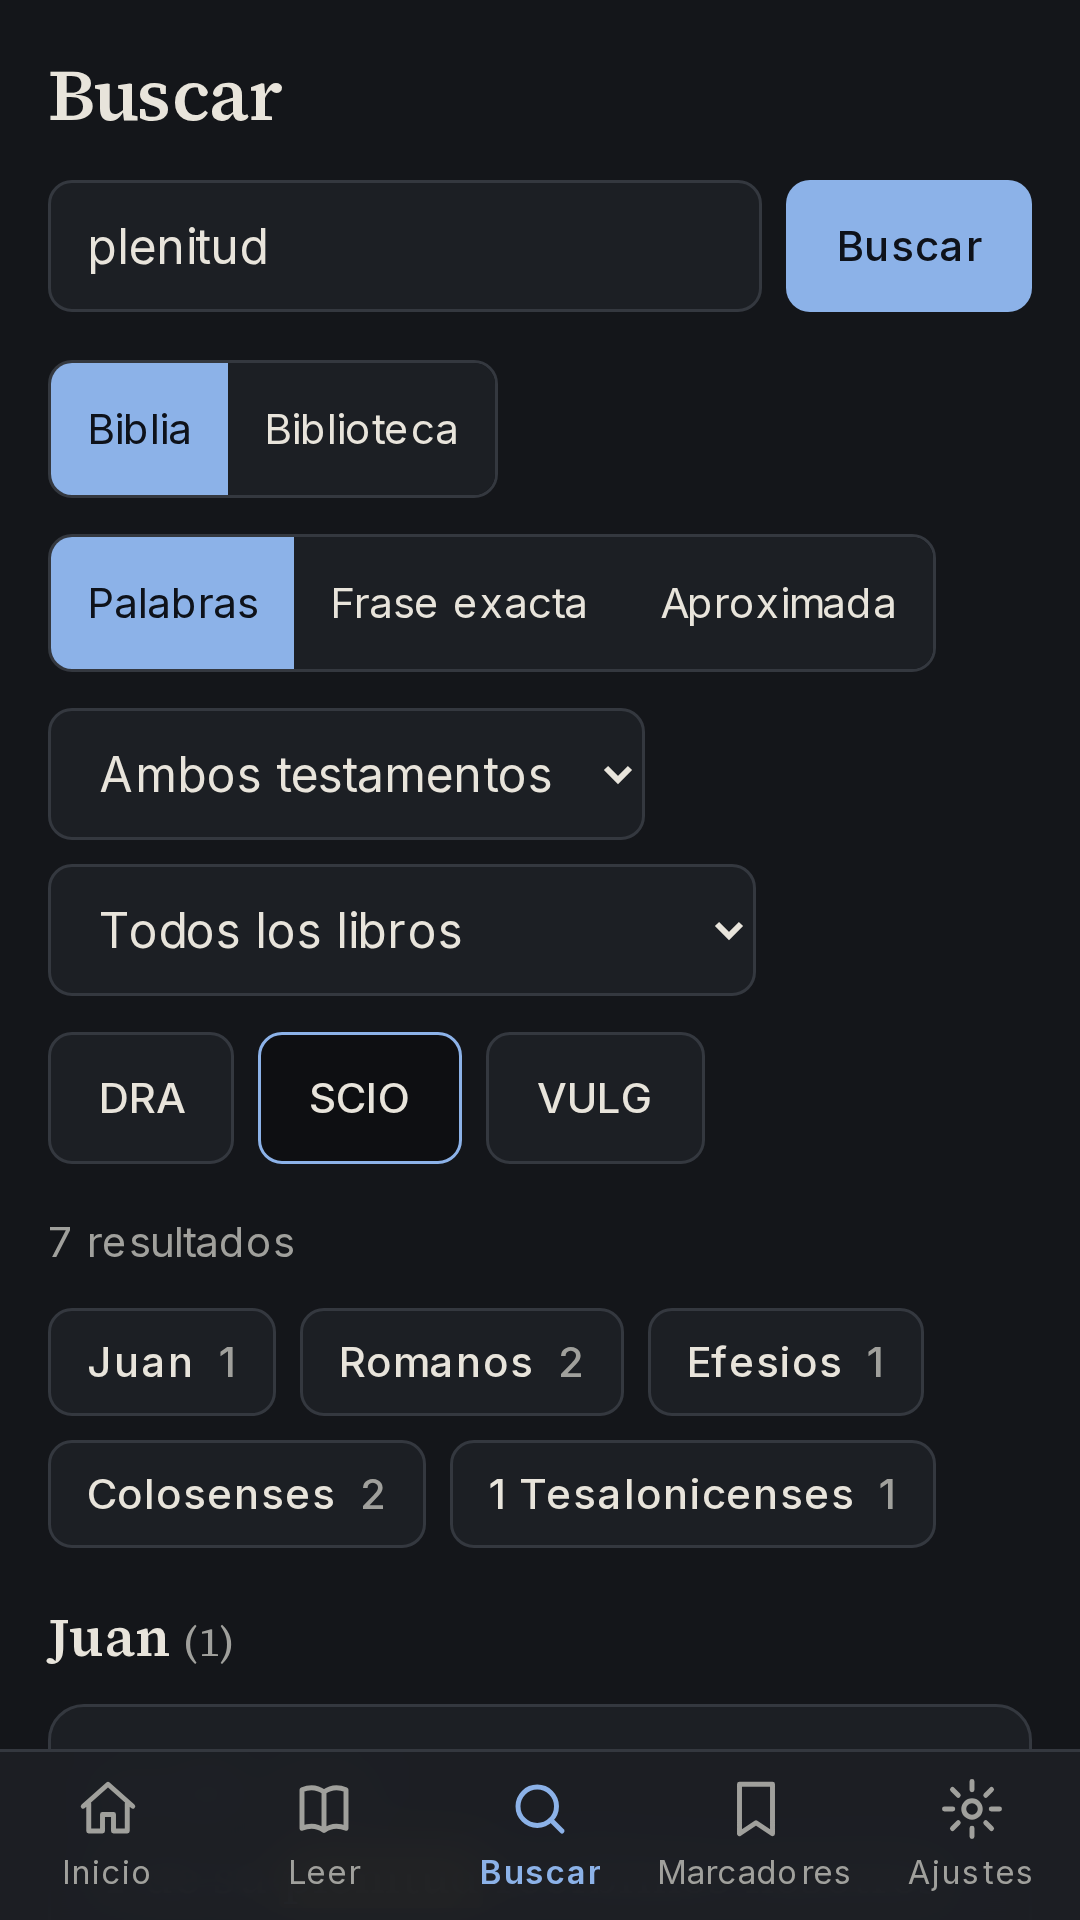 Buscar
plenitud
Buscar
Biblia Biblioteca
Palabras Frase exacta Aproximada
Ambos testamentos
Todos los libros
DRA SCIO VULG
7 resultados
Juan 1 Romanos 2 Efesios 1
Colosenses 2 1 Tesalonicenses 1
Juan (1)
Inicio Leer Buscar Marcadores Ajustes